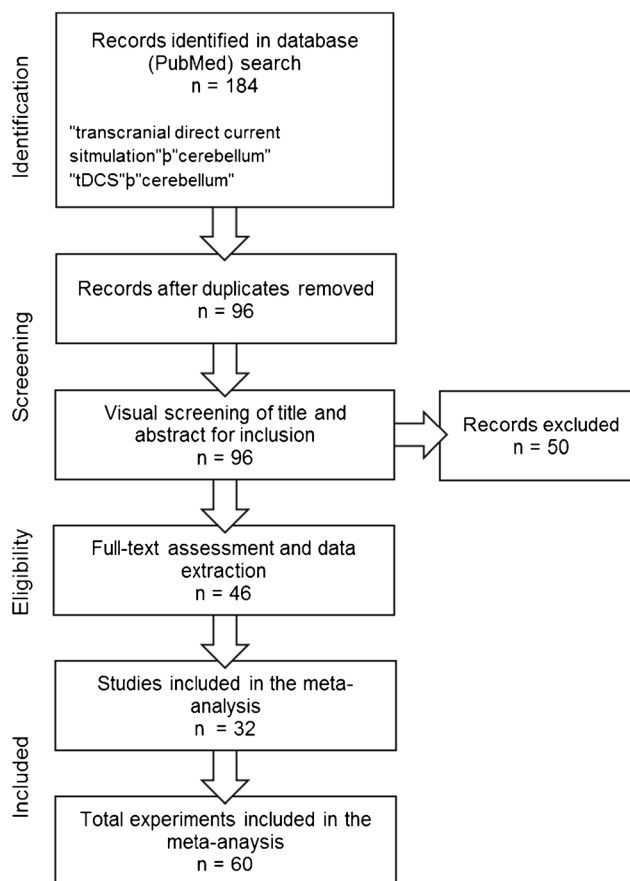 Identification
Records identified in database
(PubMed) search
n = 184
"transcranial direct current
sitmulation"þ"cerebellum"
"tDCS"þ"cerebellum"
Screeening
Records after duplicates removed
n = 96
Visual screening of title and
abstract for inclusion
n = 96
Records excluded
n = 50
Eligibility
Full-text assessment and data
extraction
n = 46
Included
Studies included in the meta-
analysis
n = 32
Total experiments included in the
meta-anaysis
n = 60